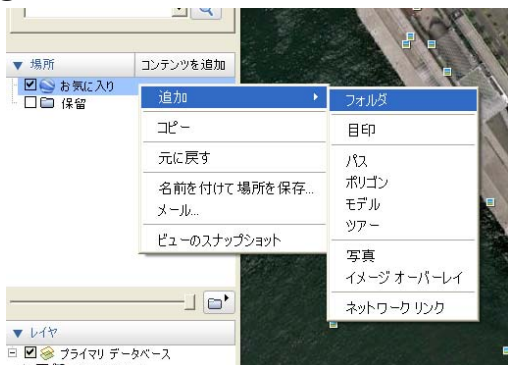 ▼ 場所 コンテンツを追加
お気に入り
保留
追加
コピー
元に戻す
名前を付けて場所を保存...
メール...
ビューのスナップショット
フォルダ
目印
パス
ポリゴン
モデル
ツアー
写真
イメージ オーバーレイ
ネットワーク リンク
▼ レイヤ
プライマリ データベース